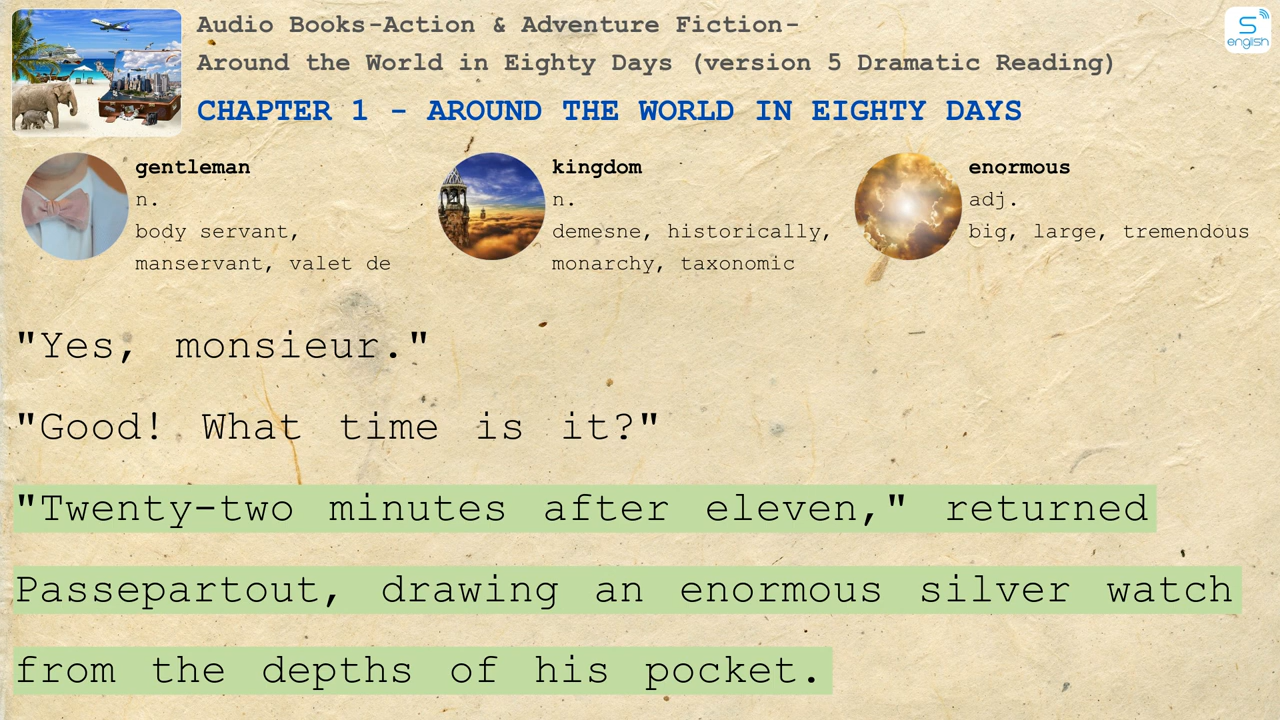 Audio Books-Action & Adventure Fiction-
Around the World in Eighty Days (version 5 Dramatic Reading)
CHAPTER 1 - AROUND THE WORLD IN EIGHTY DAYS
S
english
gentleman
n.
body servant,
manservant, valet de
kingdom
n.
demesne, historically,
monarchy, taxonomic
enormous
adj.
big, large, tremendous
"Yes, monsieur."
"Good! What time is it?"
"Twenty-two minutes after eleven," returned
Passepartout, drawing an enormous silver watch
from the depths of his pocket.